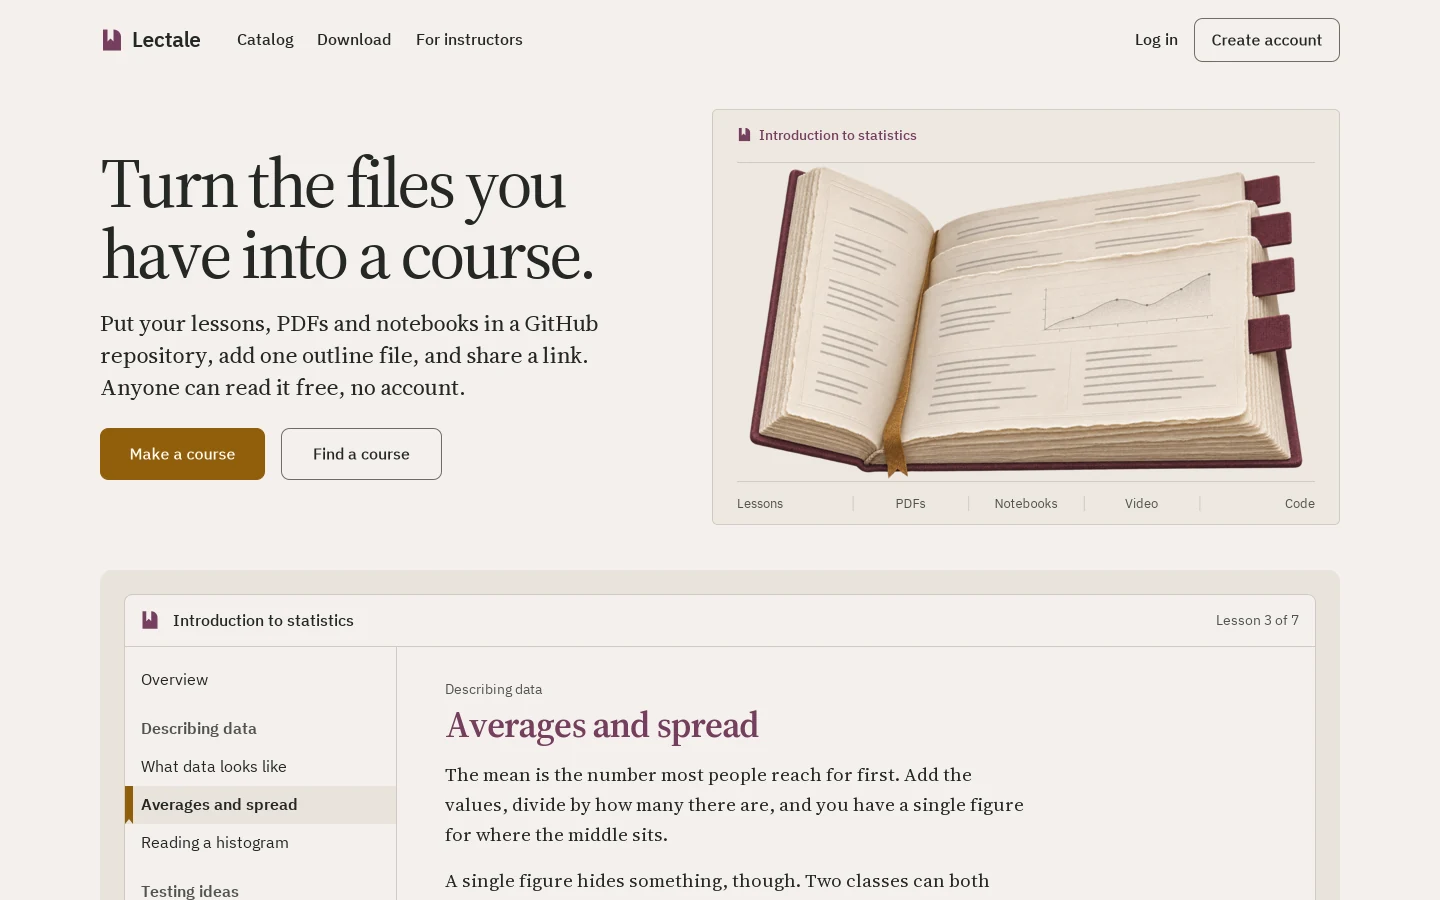 Lectale
Catalog
Download
For instructors
Log in
Create account
Turn the files you
have into a course.
Put your lessons, PDFs and notebooks in a GitHub
repository, add one outline file, and share a link.
Anyone can read it free, no account.
Make a course
Find a course
Introduction to statistics
Lessons
PDFs
Notebooks
Video
Code
Introduction to statistics
Lesson 3 of 7
Overview
Describing data
What data looks like
Averages and spread
Reading a histogram
Testing ideas
Describing data
Averages and spread
The mean is the number most people reach for first. Add the
values, divide by how many there are, and you have a single figure
for where the middle sits.
A single figure hides something, though. Two classes can both